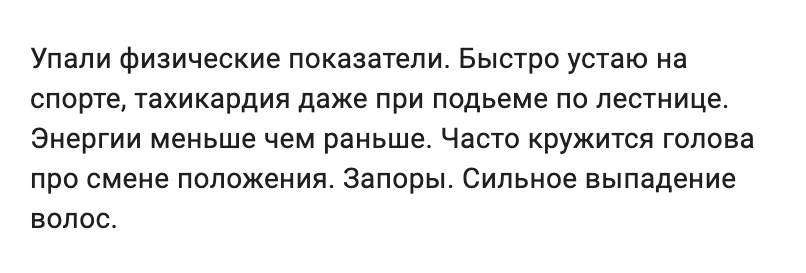 Упали физические показатели. Быстро устаю на
спорте, тахикардия даже при подьеме по лестнице.
Энергии меньше чем раньше. Часто кружится голова
про смене положения. Запоры. Сильное выпадение
волос.